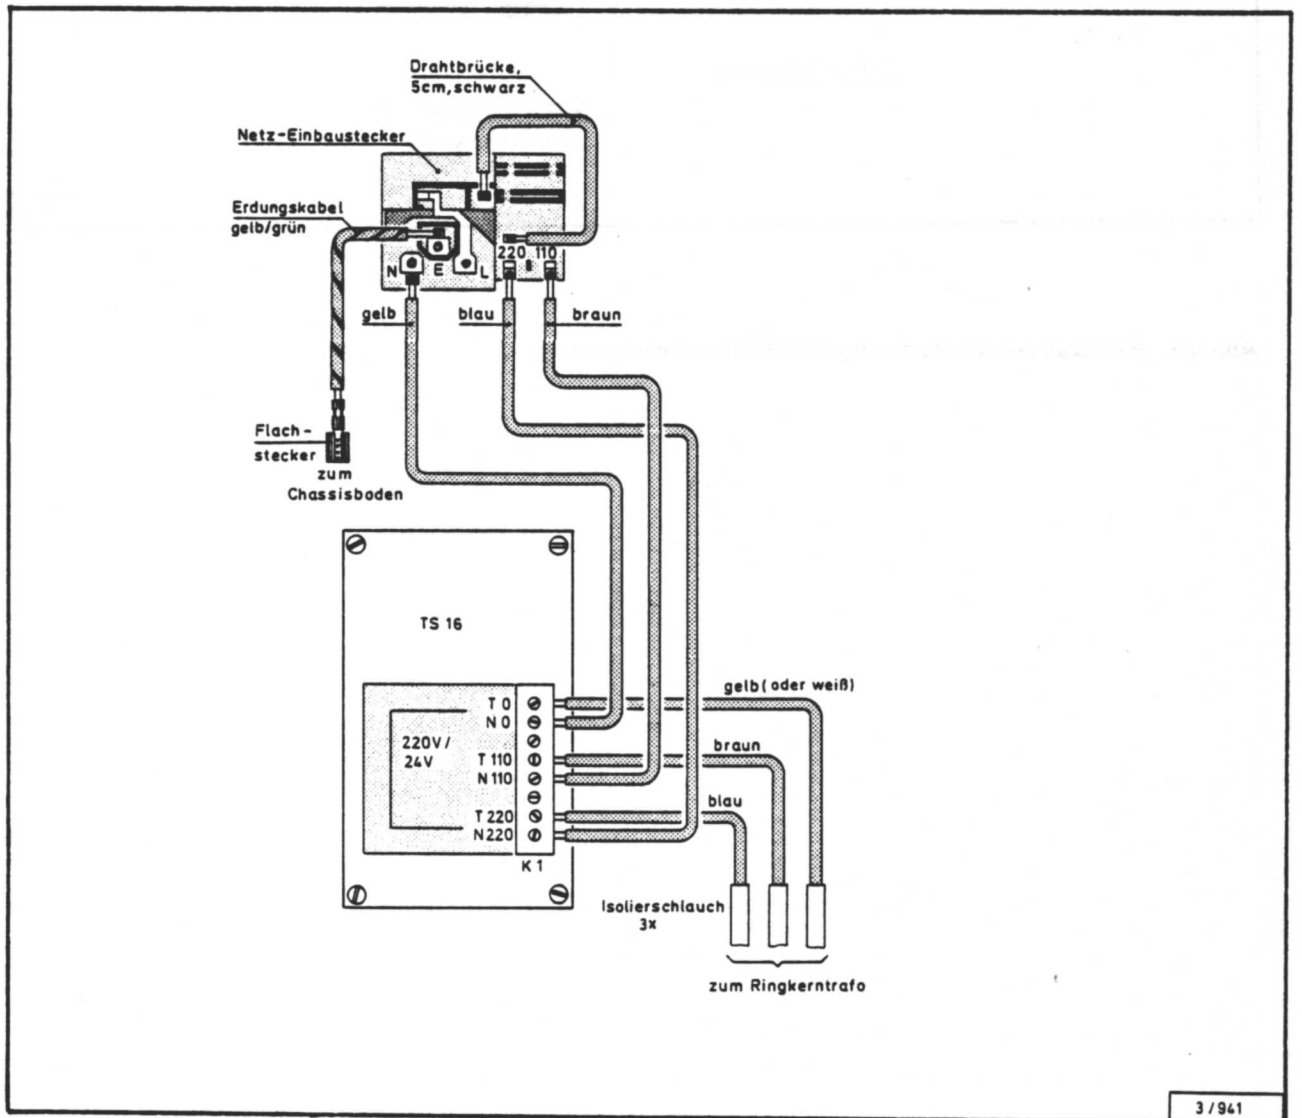 Drahtbrücke,
5cm, schwarz
Netz-Einbaustecker
Erdungskabel
gelb/grün
N
E
L
220
110
gelb
blau
braun
Flach-
stecker
zum
Chassisboden
TS 16
220V/
24V
T 0
N 0
T 110
N 110
T 220
N 220
K 1
gelb (oder weiß)
braun
blau
Isolierschlauch
3x
zum Ringkerntrafo
3/941